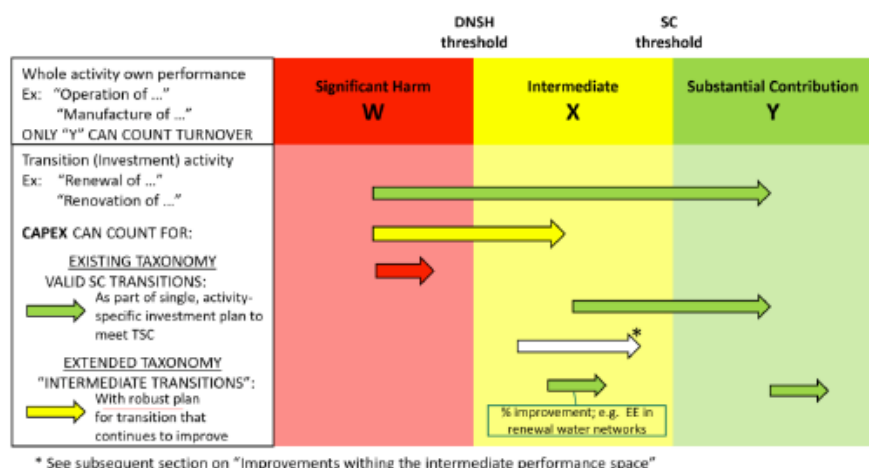 DNSH
threshold
SC
threshold
Whole activity own performance
Ex: "Operation of ..."
"Manufacture of ..."
ONLY "Y" CAN COUNT TURNOVER
Significant Harm
W
Intermediate
X
Substantial Contribution
Y
Transition (Investment) activity
Ex: "Renewal of ..."
"Renovation of ..."
CAPEX CAN COUNT FOR:
EXISTING TAXONOMY
VALID SC TRANSITIONS:
As part of single, activity-
specific investment plan to
meet TSC
EXTENDED TAXONOMY
"INTERMEDIATE TRANSITIONS":
With robust plan
for transition that
continues to improve
*
% improvement; e.g. EE in
renewal water networks
* See subsequent section on "Improvements withing the intermediate performance space"